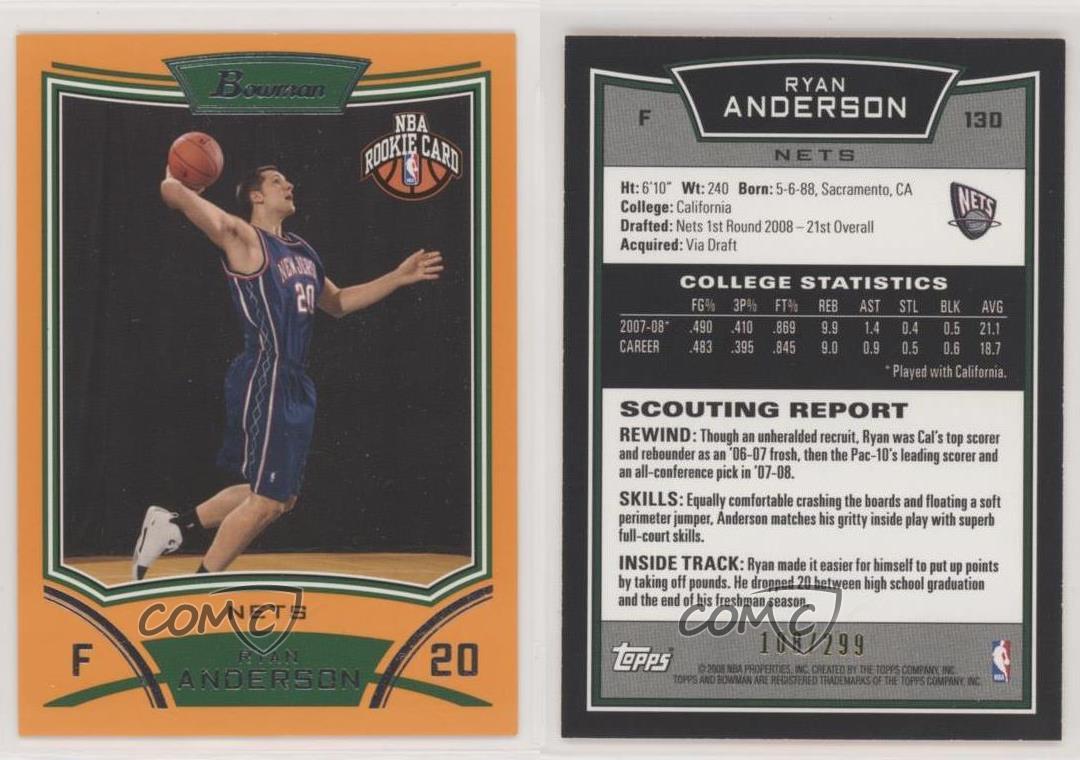 Bowman
NBA
ROOKIE CARD
NEW JERSEY
20
NETS
F
RYAN
ANDERSON
20
COMC
RYAN
ANDERSON
F
130
NETS
NETS
Ht: 6'10" Wt: 240 Born: 5-6-88, Sacramento, CA
College: California
Drafted: Nets 1st Round 2008 – 21st Overall
Acquired: Via Draft
COLLEGE STATISTICS
FG% 3P% FT% REB AST STL BLK AVG
2007-08* .490 .410 .869 9.9 1.4 0.4 0.5 21.1
CAREER .483 .395 .845 9.0 0.9 0.5 0.6 18.7
* Played with California.
SCOUTING REPORT
REWIND: Though an unheralded recruit, Ryan was Cal's top scorer
and rebounder as an '06-07 frosh, then the Pac-10's leading scorer and
an all-conference pick in '07-08.
SKILLS: Equally comfortable crashing the boards and floating a soft
perimeter jumper, Anderson matches his gritty inside play with superb
full-court skills.
INSIDE TRACK: Ryan made it easier for himself to put up points
by taking off pounds. He dropped 20 between high school graduation
and the end of his freshman season.
COMC
Topps
© 2008 NBA PROPERTIES, INC. CREATED BY THE TOPPS COMPANY, INC.
TOPPS AND BOWMAN ARE REGISTERED TRADEMARKS OF THE TOPPS COMPANY, INC.
NBA